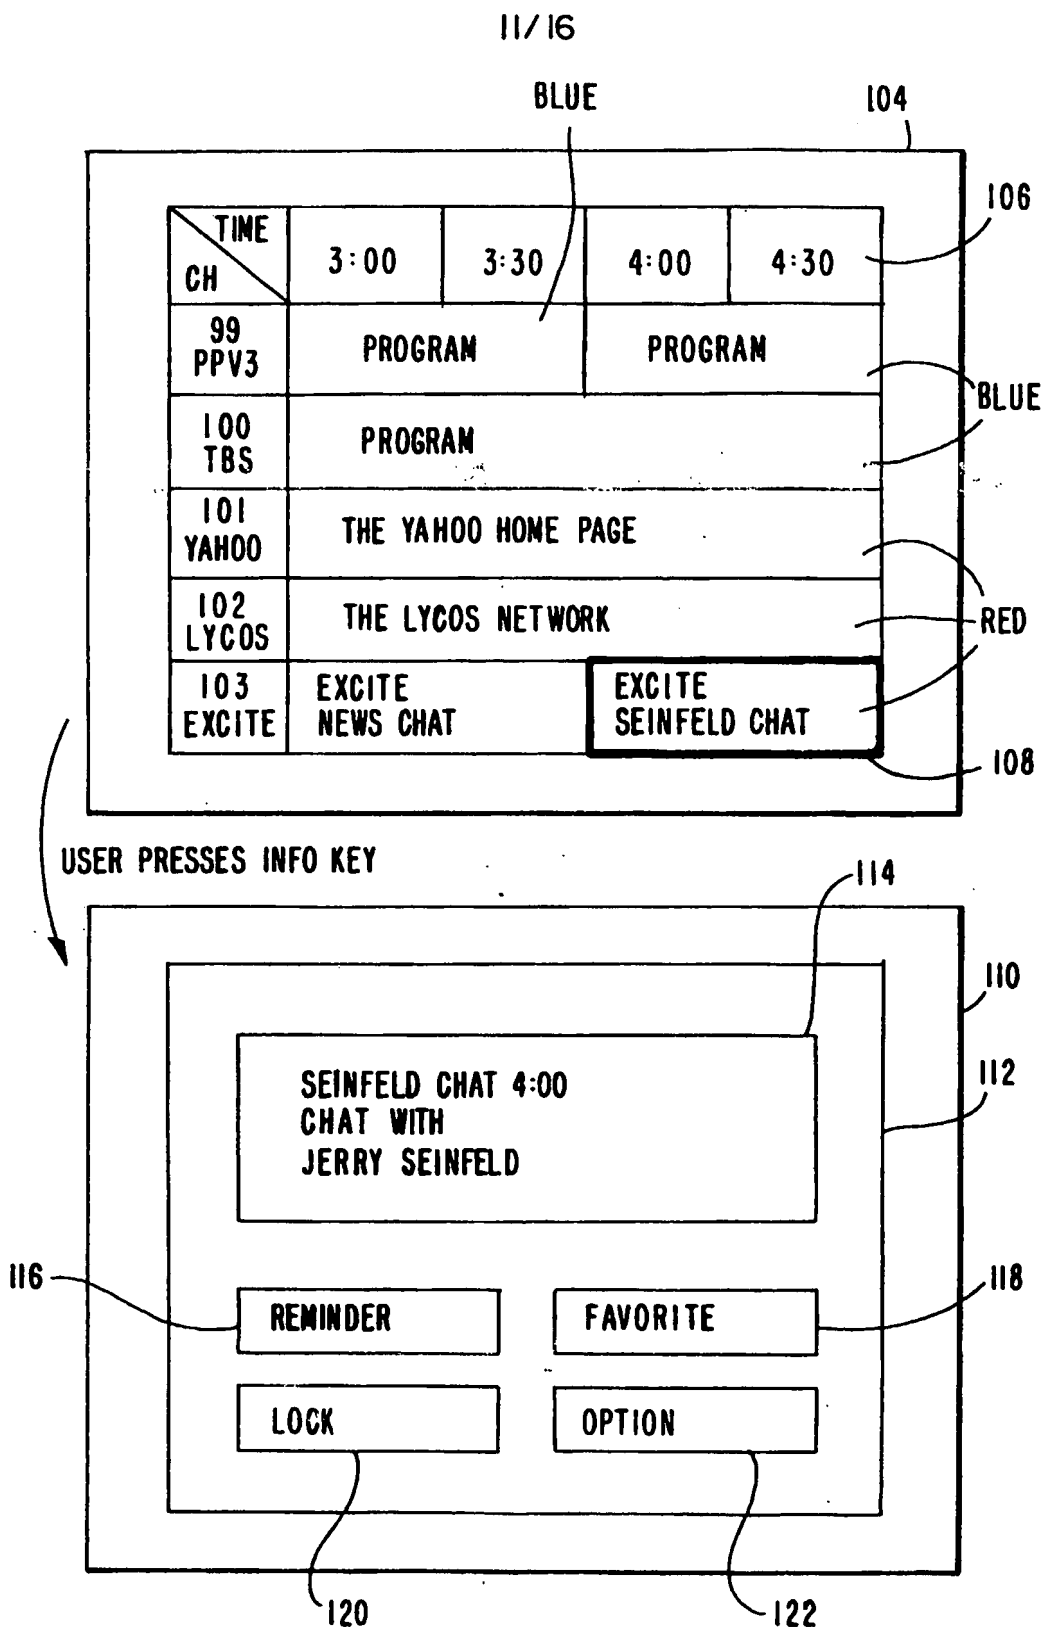 11/16
BLUE
104
106
TIME
CH
3:00 3:30 4:00 4:30
99
PPV3
PROGRAM PROGRAM
BLUE
100
TBS
PROGRAM
101
YAHOO
THE YAHOO HOME PAGE
102
LYCOS
THE LYCOS NETWORK
RED
103
EXCITE
EXCITE
NEWS CHAT
EXCITE
SEINFELD CHAT
108
USER PRESSES INFO KEY
114
110
112
SEINFELD CHAT 4:00
CHAT WITH
JERRY SEINFELD
116
118
REMINDER
FAVORITE
LOCK
OPTION
120
122